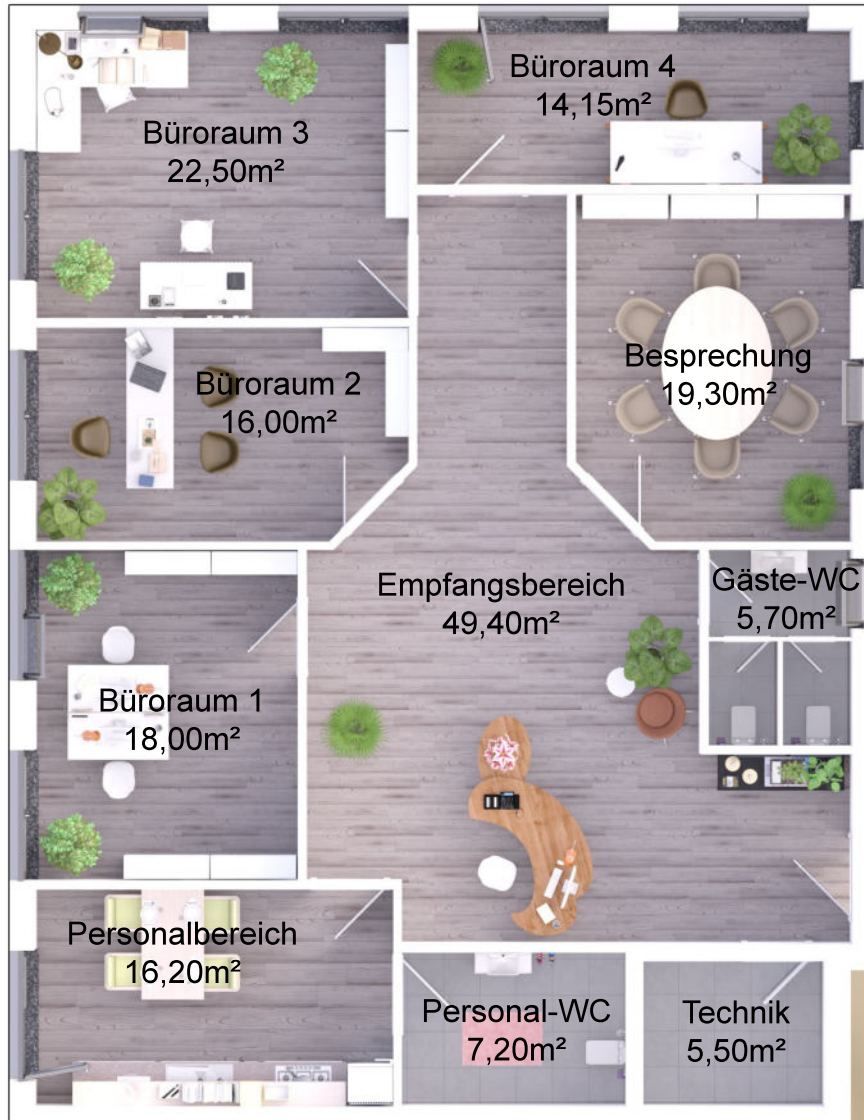 Büroraum 4
14,15m²
Büroraum 3
22,50m²
Besprechung
19,30m²
Büroraum 2
16,00m²
Empfangsbereich
49,40m²
Gäste-WC
5,70m²
Büroraum 1
18,00m²
Personalbereich
16,20m²
Personal-WC
7,20m²
Technik
5,50m²